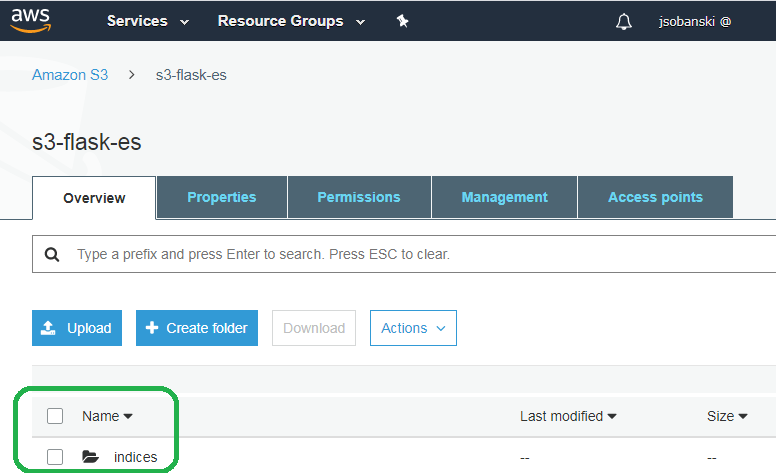 aws Services Resource Groups jsobanski @
Amazon S3 > s3-flask-es
s3-flask-es
Overview Properties Permissions Management Access points
Type a prefix and press Enter to search. Press ESC to clear.
Upload Create folder Download Actions
Name Last modified Size
indices -- --